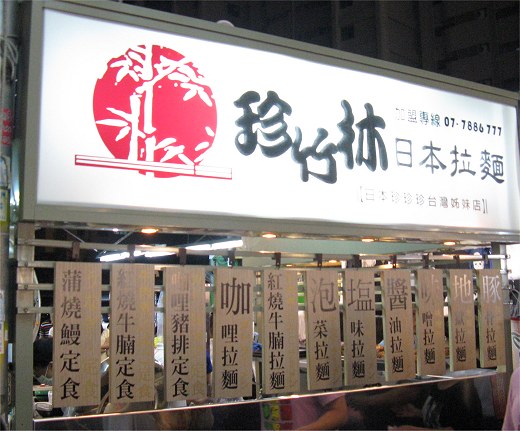 珍竹林
加盟專線 07-7886777
日本拉麵
【日本珍珍珍台灣姊妹店】
蒲燒鰻定食
紅燒牛腩定食
咖哩豬排定食
咖哩拉麵
紅燒牛腩拉麵
泡菜拉麵
塩味拉麵
醬油拉麵
味噌拉麵
地獄拉麵
豚骨拉麵